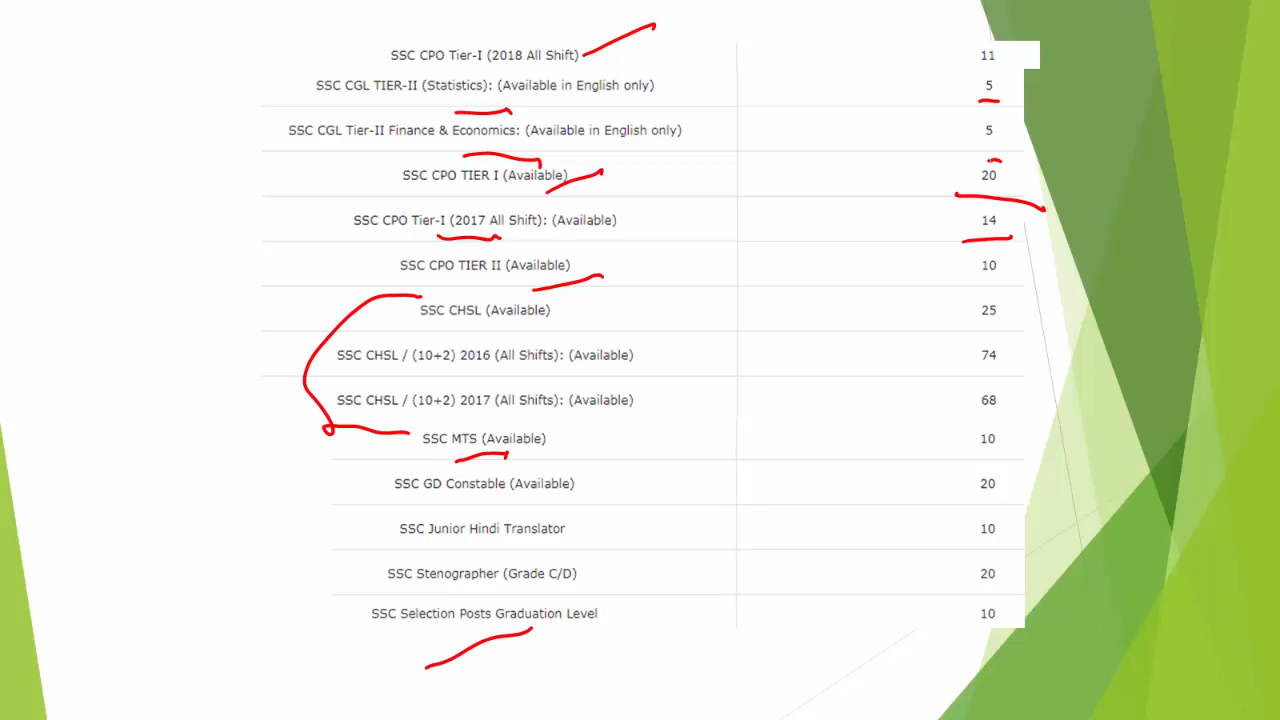 SSC CPO Tier-I (2018 All Shift) 11
SSC CGL TIER-II (Statistics): (Available in English only) 5
SSC CGL Tier-II Finance & Economics: (Available in English only) 5
SSC CPO TIER I (Available) 20
SSC CPO Tier-I (2017 All Shift): (Available) 14
SSC CPO TIER II (Available) 10
SSC CHSL (Available) 25
SSC CHSL / (10+2) 2016 (All Shifts): (Available) 74
SSC CHSL / (10+2) 2017 (All Shifts): (Available) 68
SSC MTS (Available) 10
SSC GD Constable (Available) 20
SSC Junior Hindi Translator 10
SSC Stenographer (Grade C/D) 20
SSC Selection Posts Graduation Level 10